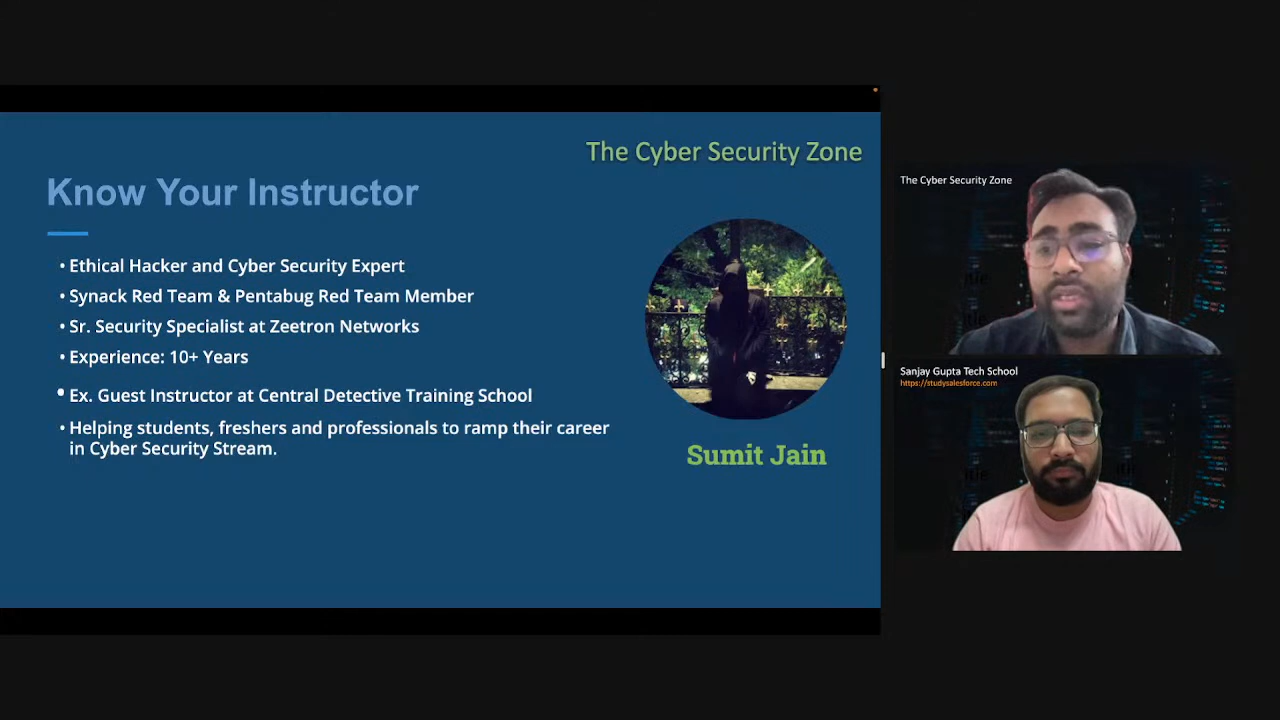 The Cyber Security Zone
Know Your Instructor
• Ethical Hacker and Cyber Security Expert
• Synack Red Team & Pentabug Red Team Member
• Sr. Security Specialist at Zeetron Networks
• Experience: 10+ Years
• Ex. Guest Instructor at Central Detective Training School
• Helping students, freshers and professionals to ramp their career
in Cyber Security Stream.
Sumit Jain
The Cyber Security Zone
Sanjay Gupta Tech School
https://studysalesforce.com